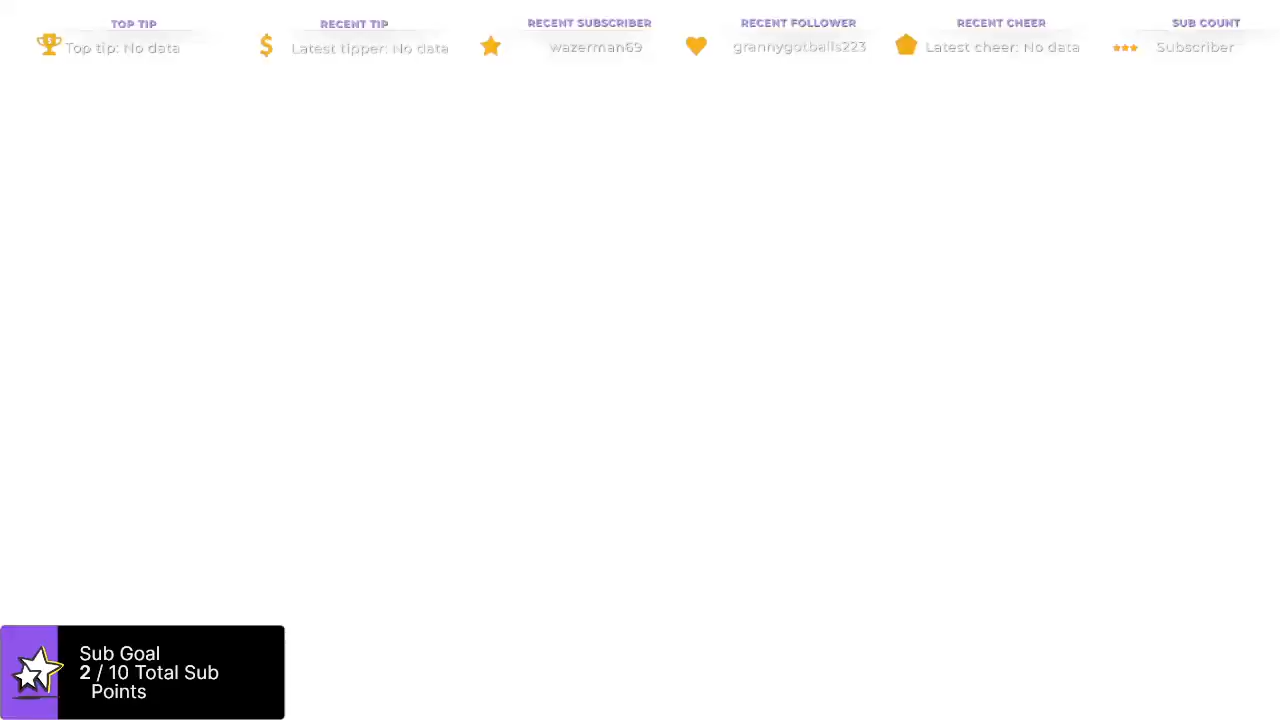 TOP TIP
Top tip: No data
RECENT TIP
Latest tipper: No data
RECENT SUBSCRIBER
wazerman69
RECENT FOLLOWER
grannygotballs223
RECENT CHEER
Latest cheer: No data
SUB COUNT
Subscriber
Sub Goal
2 / 10 Total Sub
Points